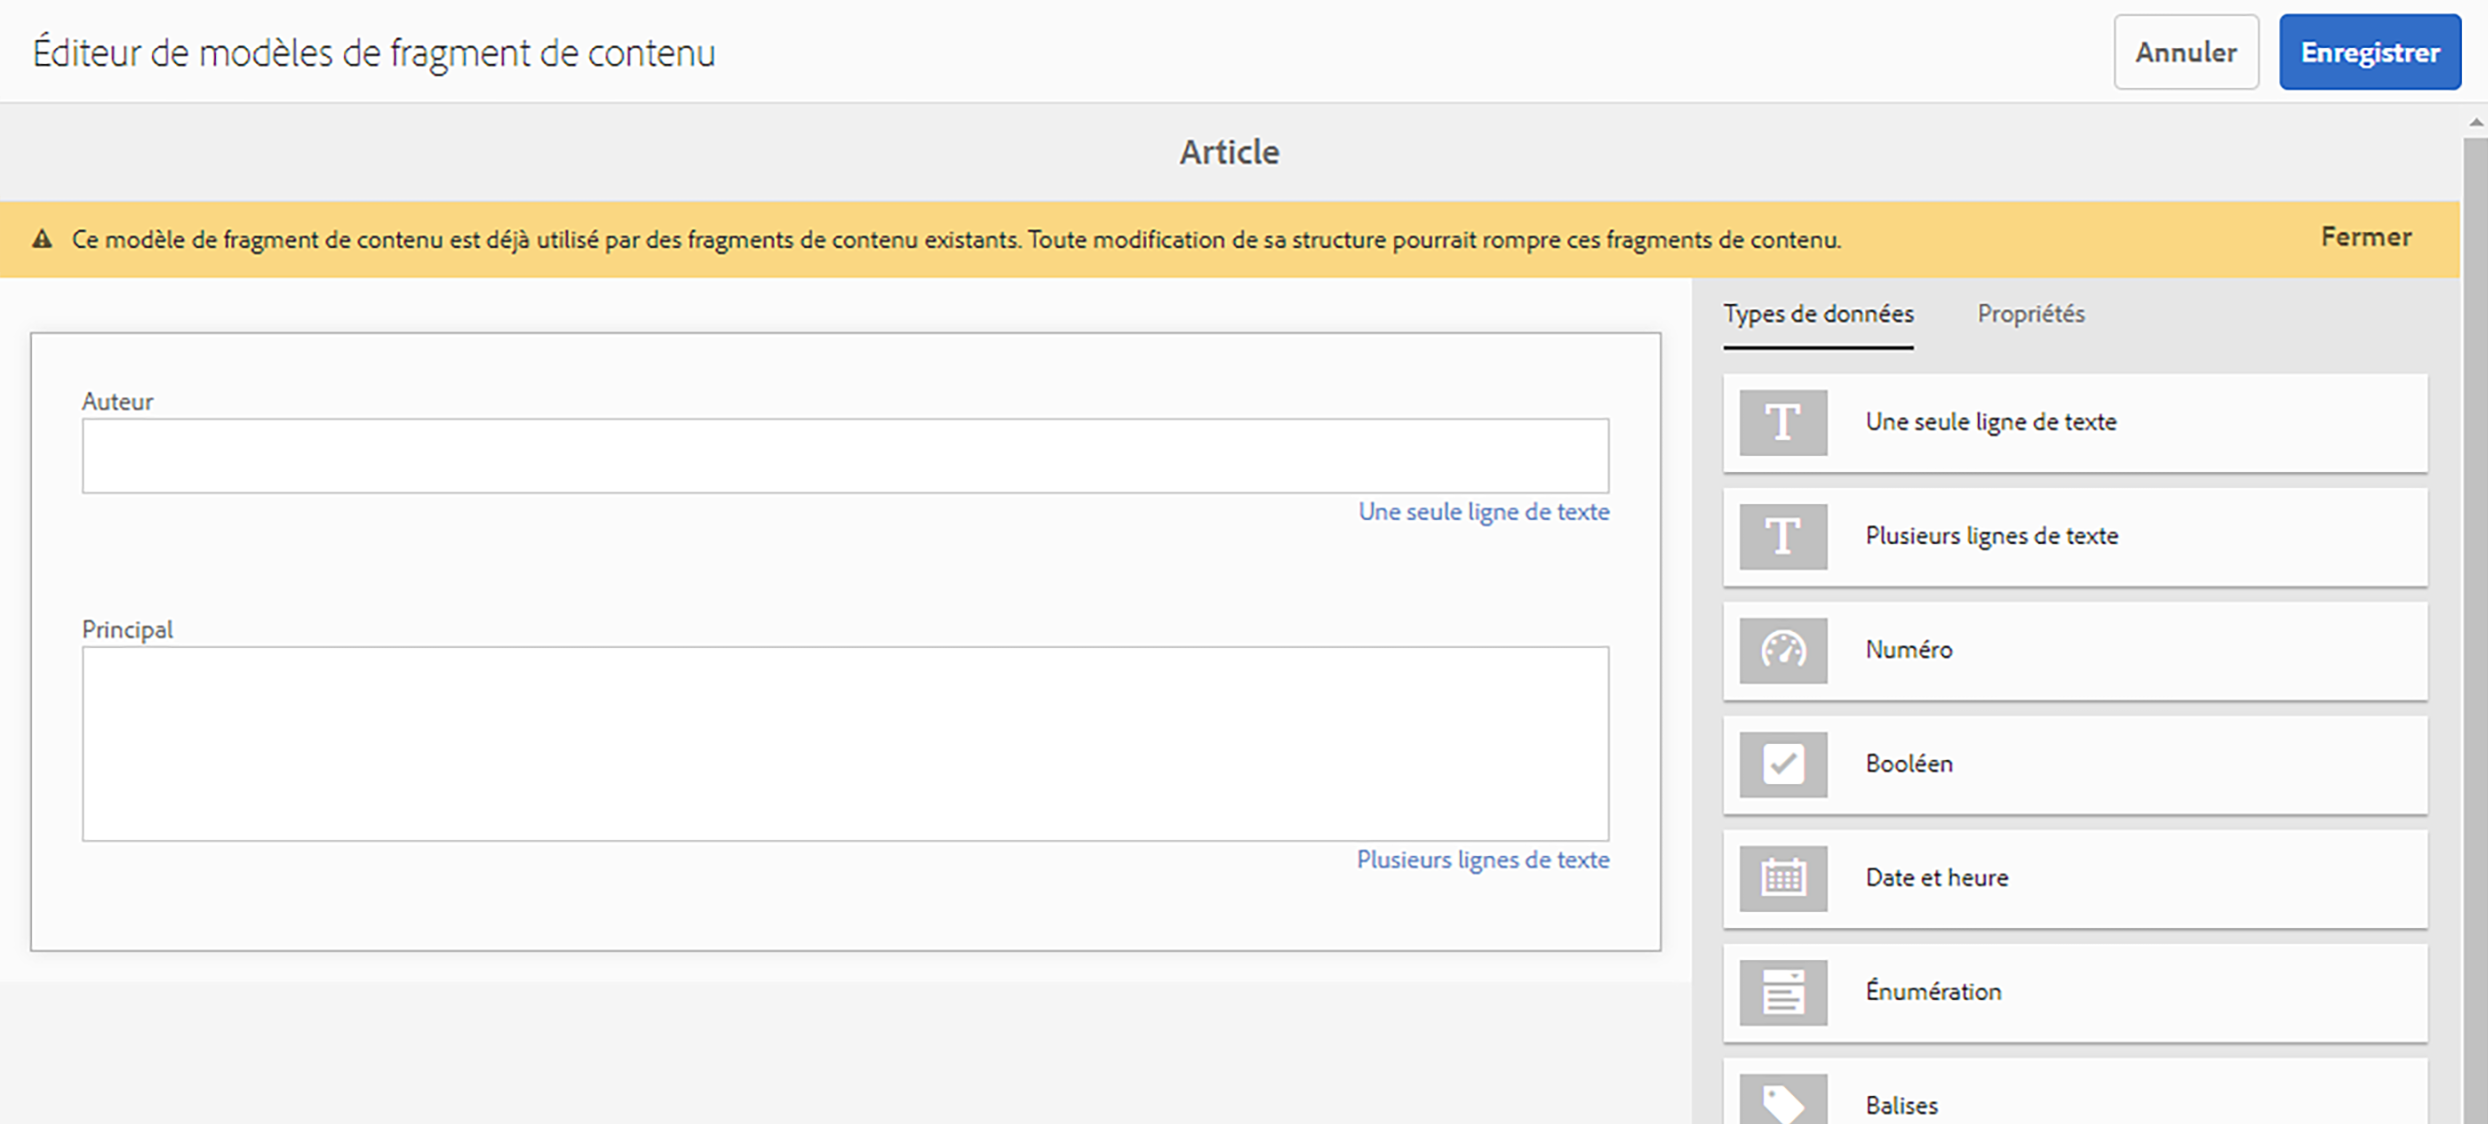 Éditeur de modèles de fragment de contenu
Annuler
Enregistrer
Article
Ce modèle de fragment de contenu est déjà utilisé par des fragments de contenu existants. Toute modification de sa structure pourrait rompre ces fragments de contenu.
Fermer
Auteur
Une seule ligne de texte
Principal
Plusieurs lignes de texte
Types de données
Propriétés
Une seule ligne de texte
Plusieurs lignes de texte
Numéro
Booléen
Date et heure
Énumération
Balises